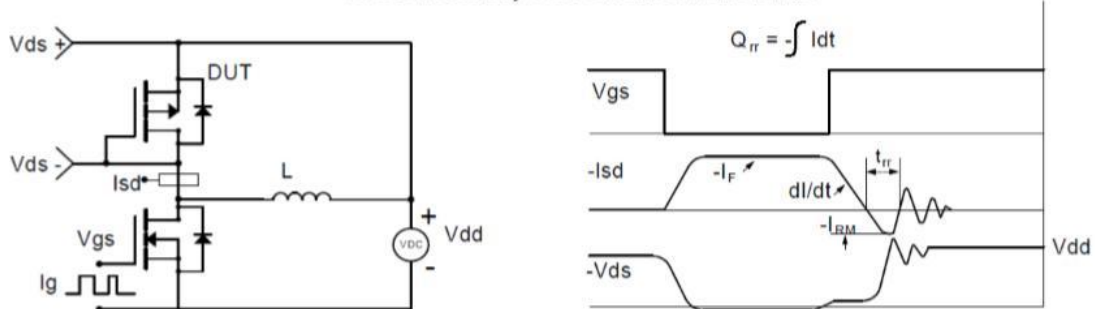 Vds +
DUT
Vds -
Isd
L
+
VDC
Vdd
-
Vgs
Ig
Qrr = -∫ Idt
Vgs
-Isd
-IF
dI/dt
trr
-IRM
Vdd
-Vds